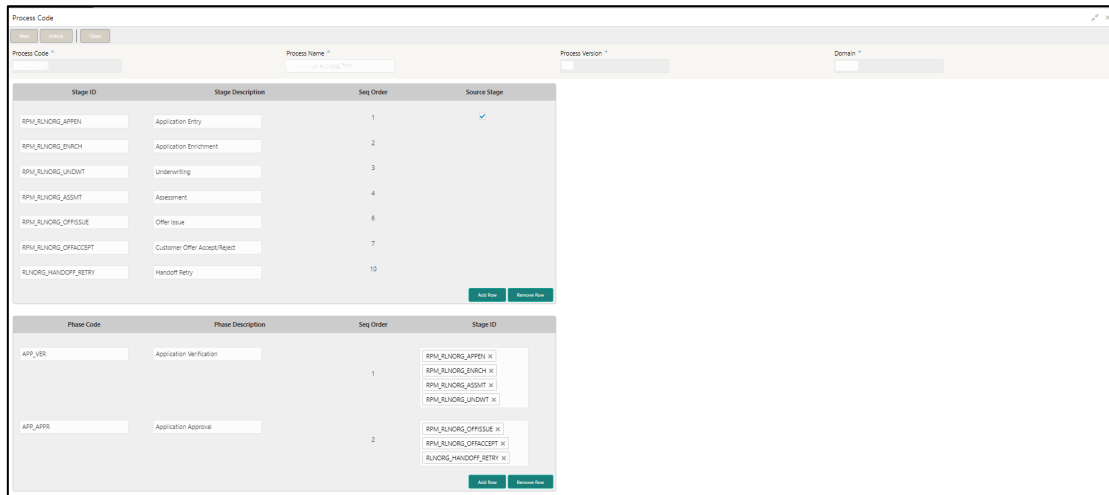 Process Code
New Unlock Close
Process Code * Process Name * Process Version * Domain *
Stage ID Stage Description Seq Order Source Stage
RPM_RLNORG_APPEN Application Entry 1
RPM_RLNORG_ENRCH Application Enrichment 2
RPM_RLNORG_UNDWT Underwriting 3
RPM_RLNORG_ASSMT Assessment 4
RPM_RLNORG_OFFISSUE Offer Issue 6
RPM_RLNORG_OFFACCEPT Customer Offer Accept/Reject 7
RLNORG_HANDOFF_RETRY Handoff Retry 10
Add Row Remove Row
Phase Code Phase Description Seq Order Stage ID
APP_VER Application Verification 1
RPM_RLNORG_APPEN ×
RPM_RLNORG_ENRCH ×
RPM_RLNORG_ASSMT ×
RPM_RLNORG_UNDWT ×
APP_APPR Application Approval 2
RPM_RLNORG_OFFISSUE ×
RPM_RLNORG_OFFACCEPT ×
RLNORG_HANDOFF_RETRY ×
Add Row Remove Row